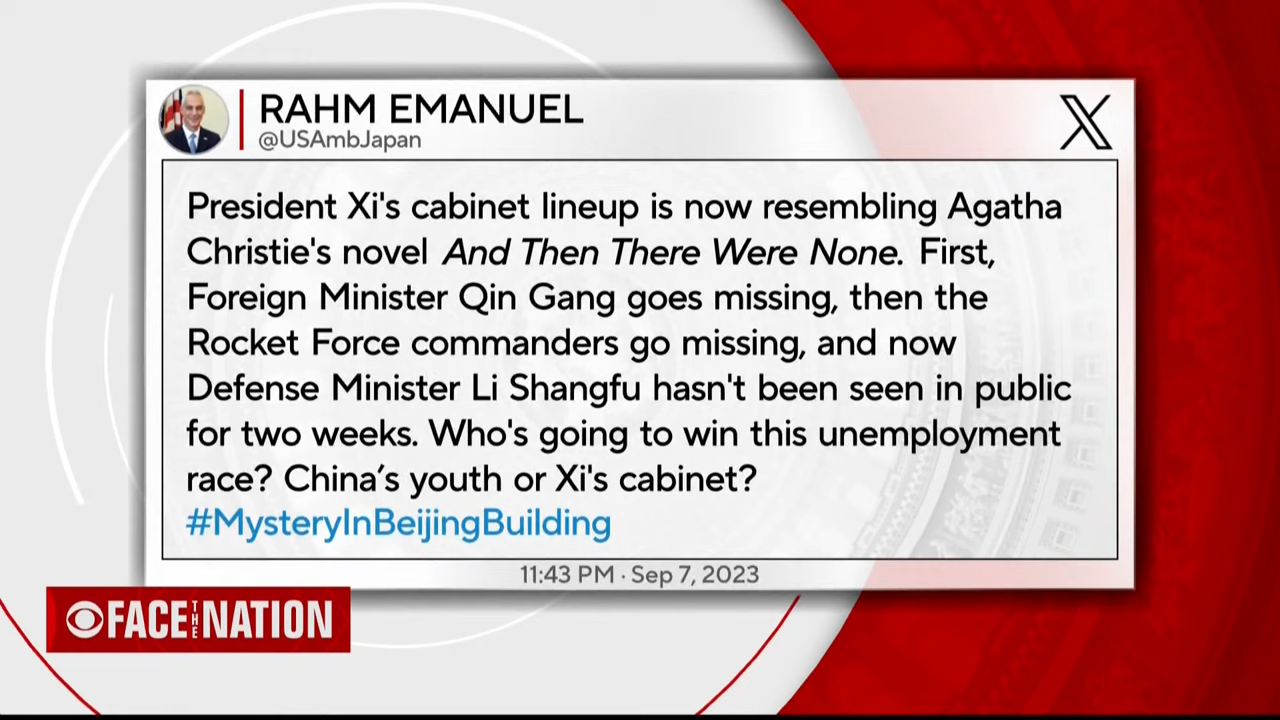 RAHM EMANUEL
@USAmbJapan
President Xi's cabinet lineup is now resembling Agatha
Christie's novel And Then There Were None. First,
Foreign Minister Qin Gang goes missing, then the
Rocket Force commanders go missing, and now
Defense Minister Li Shangfu hasn't been seen in public
for two weeks. Who's going to win this unemployment
race? China’s youth or Xi's cabinet?
#MysteryInBeijingBuilding
11:43 PM · Sep 7, 2023
FACE THE NATION